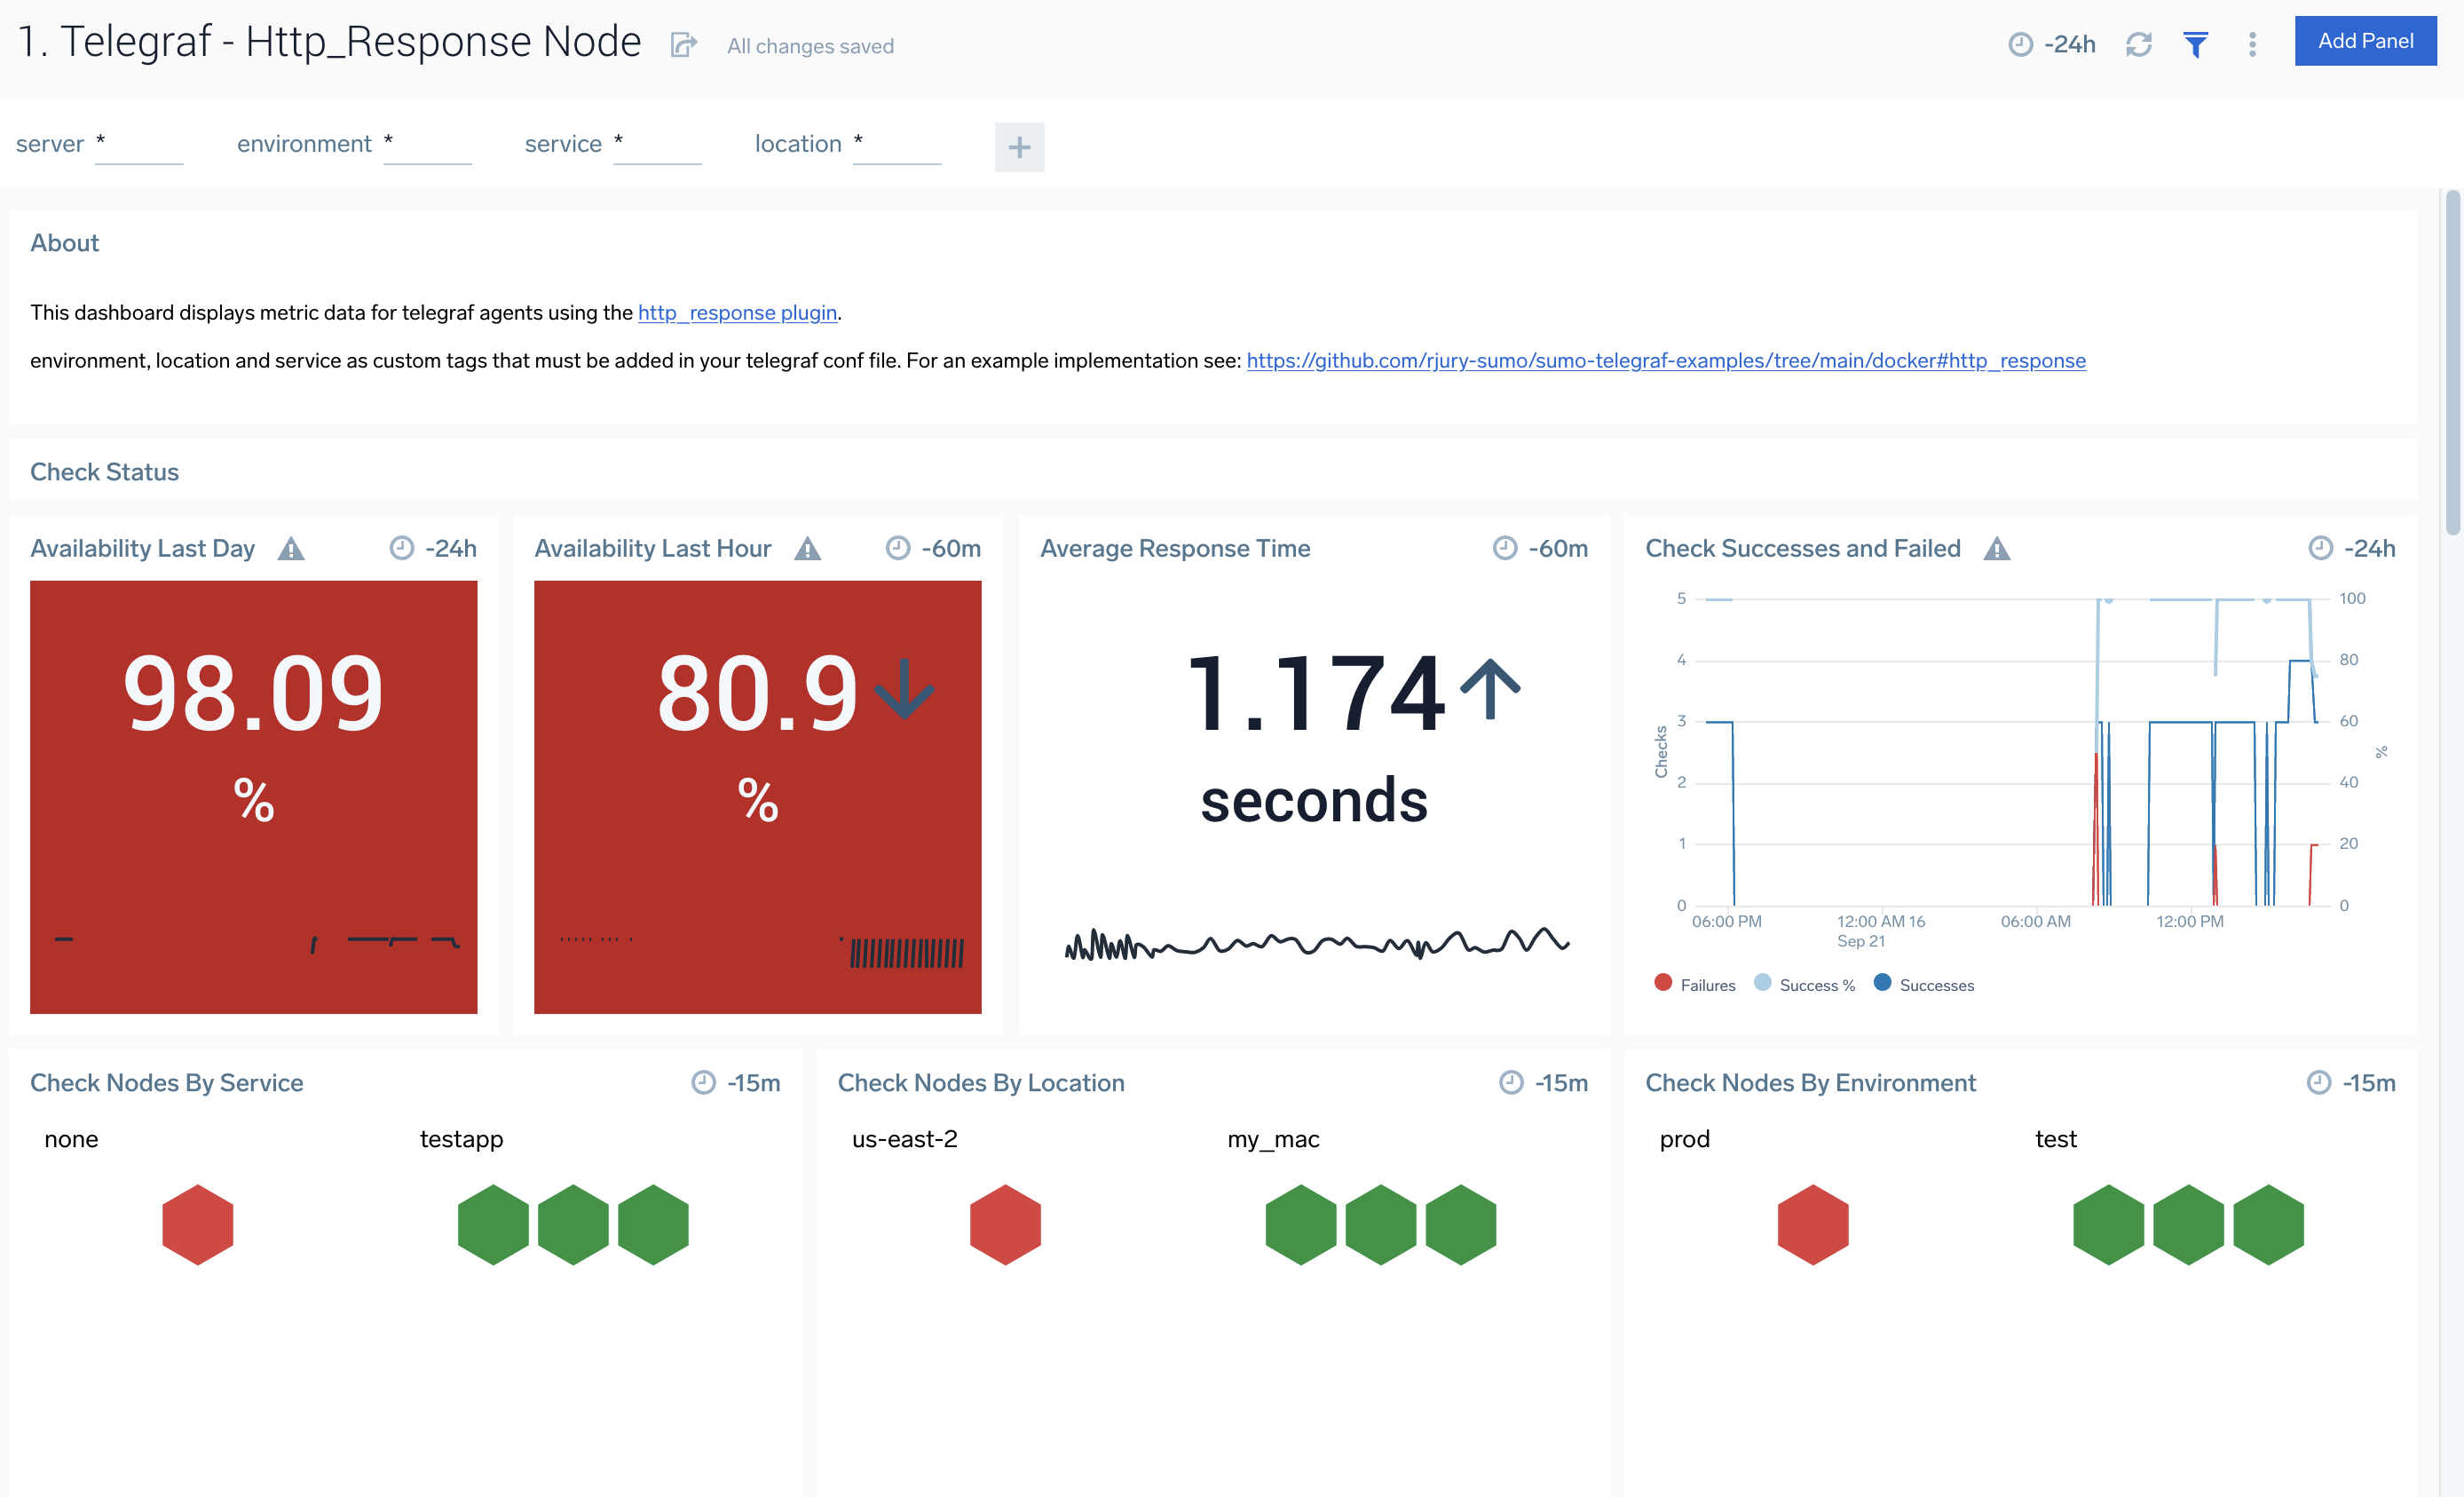 1. Telegraf - Http_Response Node
All changes saved
-24h
Add Panel
server *
environment *
service *
location *
+
About
This dashboard displays metric data for telegraf agents using the http_response plugin.
environment, location and service as custom tags that must be added in your telegraf conf file. For an example implementation see: https://github.com/rjury-sumo/sumo-telegraf-examples/tree/main/docker#http_response
Check Status
Availability Last Day
-24h
98.09
%
Availability Last Hour
-60m
80.9
%
Average Response Time
-60m
1.174
seconds
Check Successes and Failed
-24h
5
4
3
2
1
0
Checks
100
80
60
40
20
0
%
06:00 PM
12:00 AM 16
Sep 21
06:00 AM
12:00 PM
Failures
Success %
Successes
Check Nodes By Service
-15m
none
testapp
Check Nodes By Location
-15m
us-east-2
my_mac
Check Nodes By Environment
-15m
prod
test